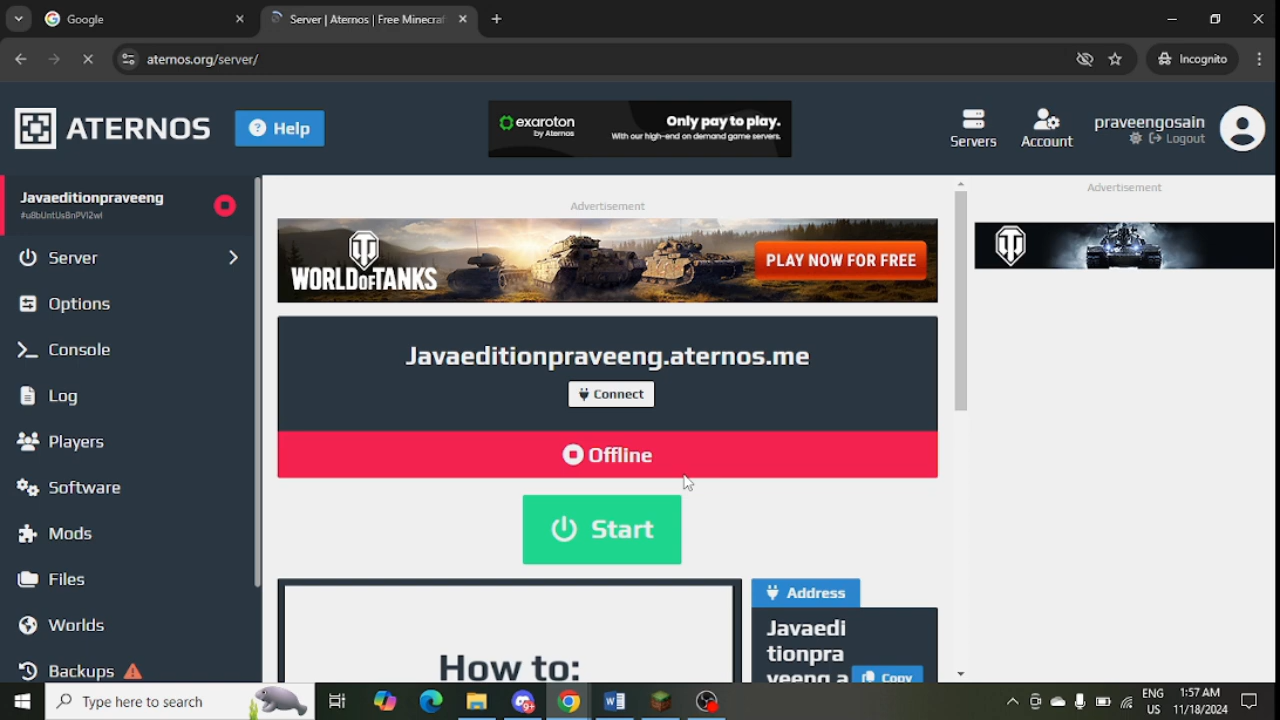 Google
Server | Aternos | Free Minecraf
aternos.org/server/
Incognito
ATERNOS
Help
exaroton
by Aternos
Only pay to play.
With our high-end on demand game servers.
Servers
Account
praveengosain
Logout
Javaeditionpraveeng
Server
Options
Console
Log
Players
Software
Mods
Files
Worlds
Backups
Advertisement
WORLD OF TANKS
PLAY NOW FOR FREE
Javaeditionpraveeng.aternos.me
Connect
Offline
Start
How to:
Address
Javaedi
tionpra
veeng.a
Copy
Advertisement
Type here to search
9+
ENG
US
1:57 AM
11/18/2024